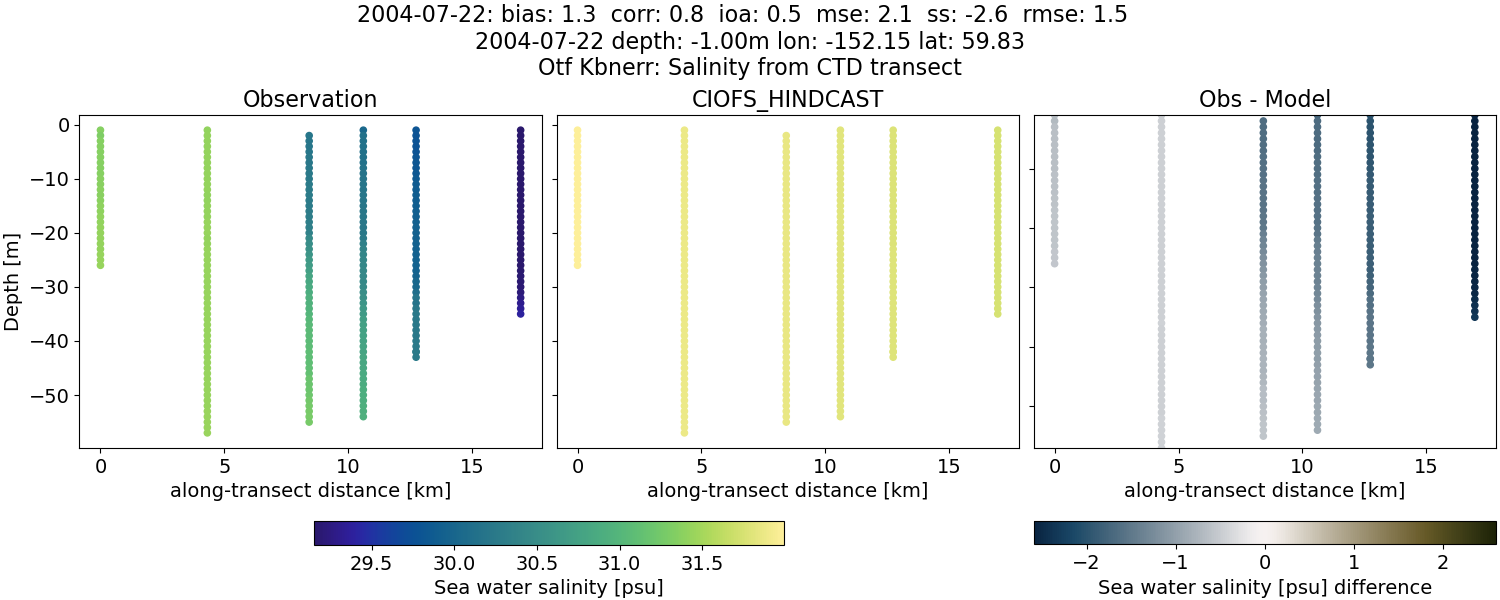 2004-07-22: bias: 1.3  corr: 0.8  ioa: 0.5  mse: 2.1  ss: -2.6  rmse: 1.5
2004-07-22 depth: -1.00m lon: -152.15 lat: 59.83
Otf Kbnerr: Salinity from CTD transect
Observation
CIOFS_HINDCAST
Obs - Model
Depth [m]
0
−10
−20
−30
−40
−50
0 5 10 15
0 5 10 15
0 5 10 15
along-transect distance [km]
along-transect distance [km]
along-transect distance [km]
29.5 30.0 30.5 31.0 31.5
Sea water salinity [psu]
−2 −1 0 1 2
Sea water salinity [psu] difference